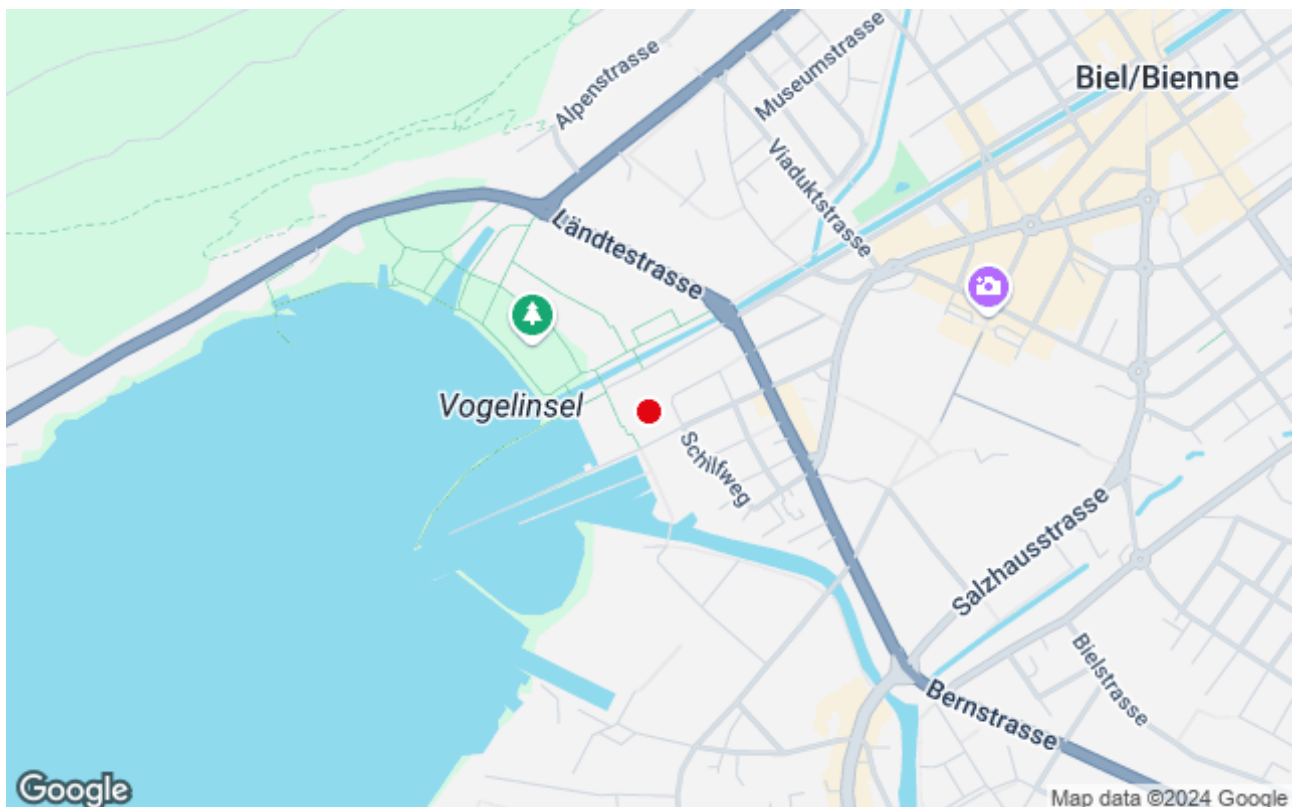 Alpenstrasse
Museumstrasse
Biel/Bienne
Viaduktstrasse
Ländtestrasse
Vogelinsel
Schilfweg
Salzhausstrasse
Bielstrasse
Bernstrasse
Google
Map data ©2024 Google